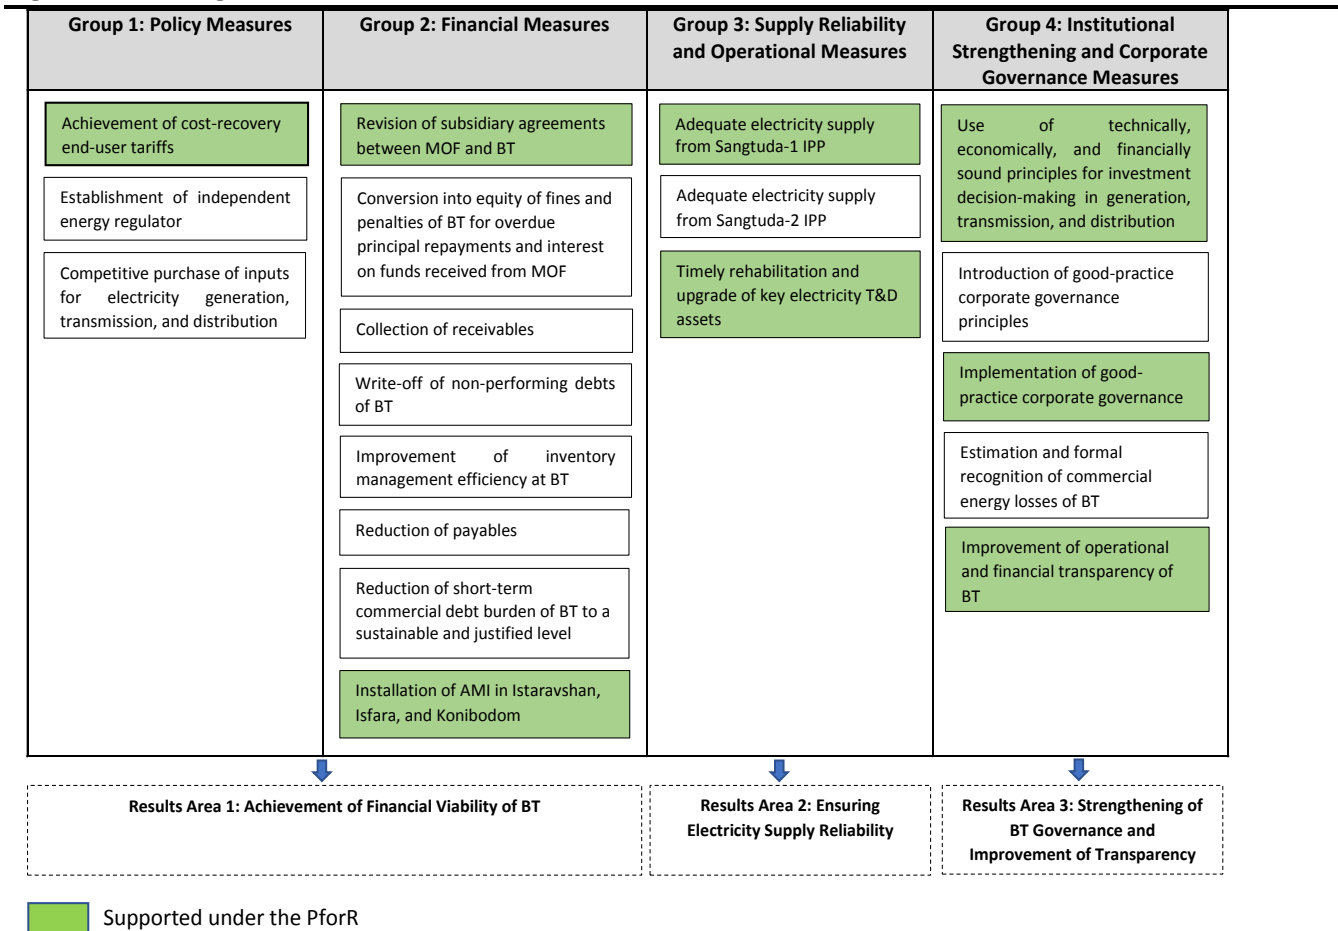 Group 1: Policy Measures
Group 2: Financial Measures
Group 3: Supply Reliability
and Operational Measures
Group 4: Institutional
Strengthening and Corporate
Governance Measures
Achievement of cost-recovery
end-user tariffs
Establishment of independent
energy regulator
Competitive purchase of inputs
for electricity generation,
transmission, and distribution
Revision of subsidiary agreements
between MOF and BT
Conversion into equity of fines and
penalties of BT for overdue
principal repayments and interest
on funds received from MOF
Collection of receivables
Write-off of non-performing debts
of BT
Improvement of inventory
management efficiency at BT
Reduction of payables
Reduction of short-term
commercial debt burden of BT to a
sustainable and justified level
Installation of AMI in Istaravshan,
Isfara, and Konibodom
Adequate electricity supply
from Sangtuda-1 IPP
Adequate electricity supply
from Sangtuda-2 IPP
Timely rehabilitation and
upgrade of key electricity T&D
assets
Use of technically,
economically, and financially
sound principles for investment
decision-making in generation,
transmission, and distribution
Introduction of good-practice
corporate governance
principles
Implementation of good-
practice corporate governance
Estimation and formal
recognition of commercial
energy losses of BT
Improvement of operational
and financial transparency of
BT
Results Area 1: Achievement of Financial Viability of BT
Results Area 2: Ensuring
Electricity Supply Reliability
Results Area 3: Strengthening of
BT Governance and
Improvement of Transparency
Supported under the PforR